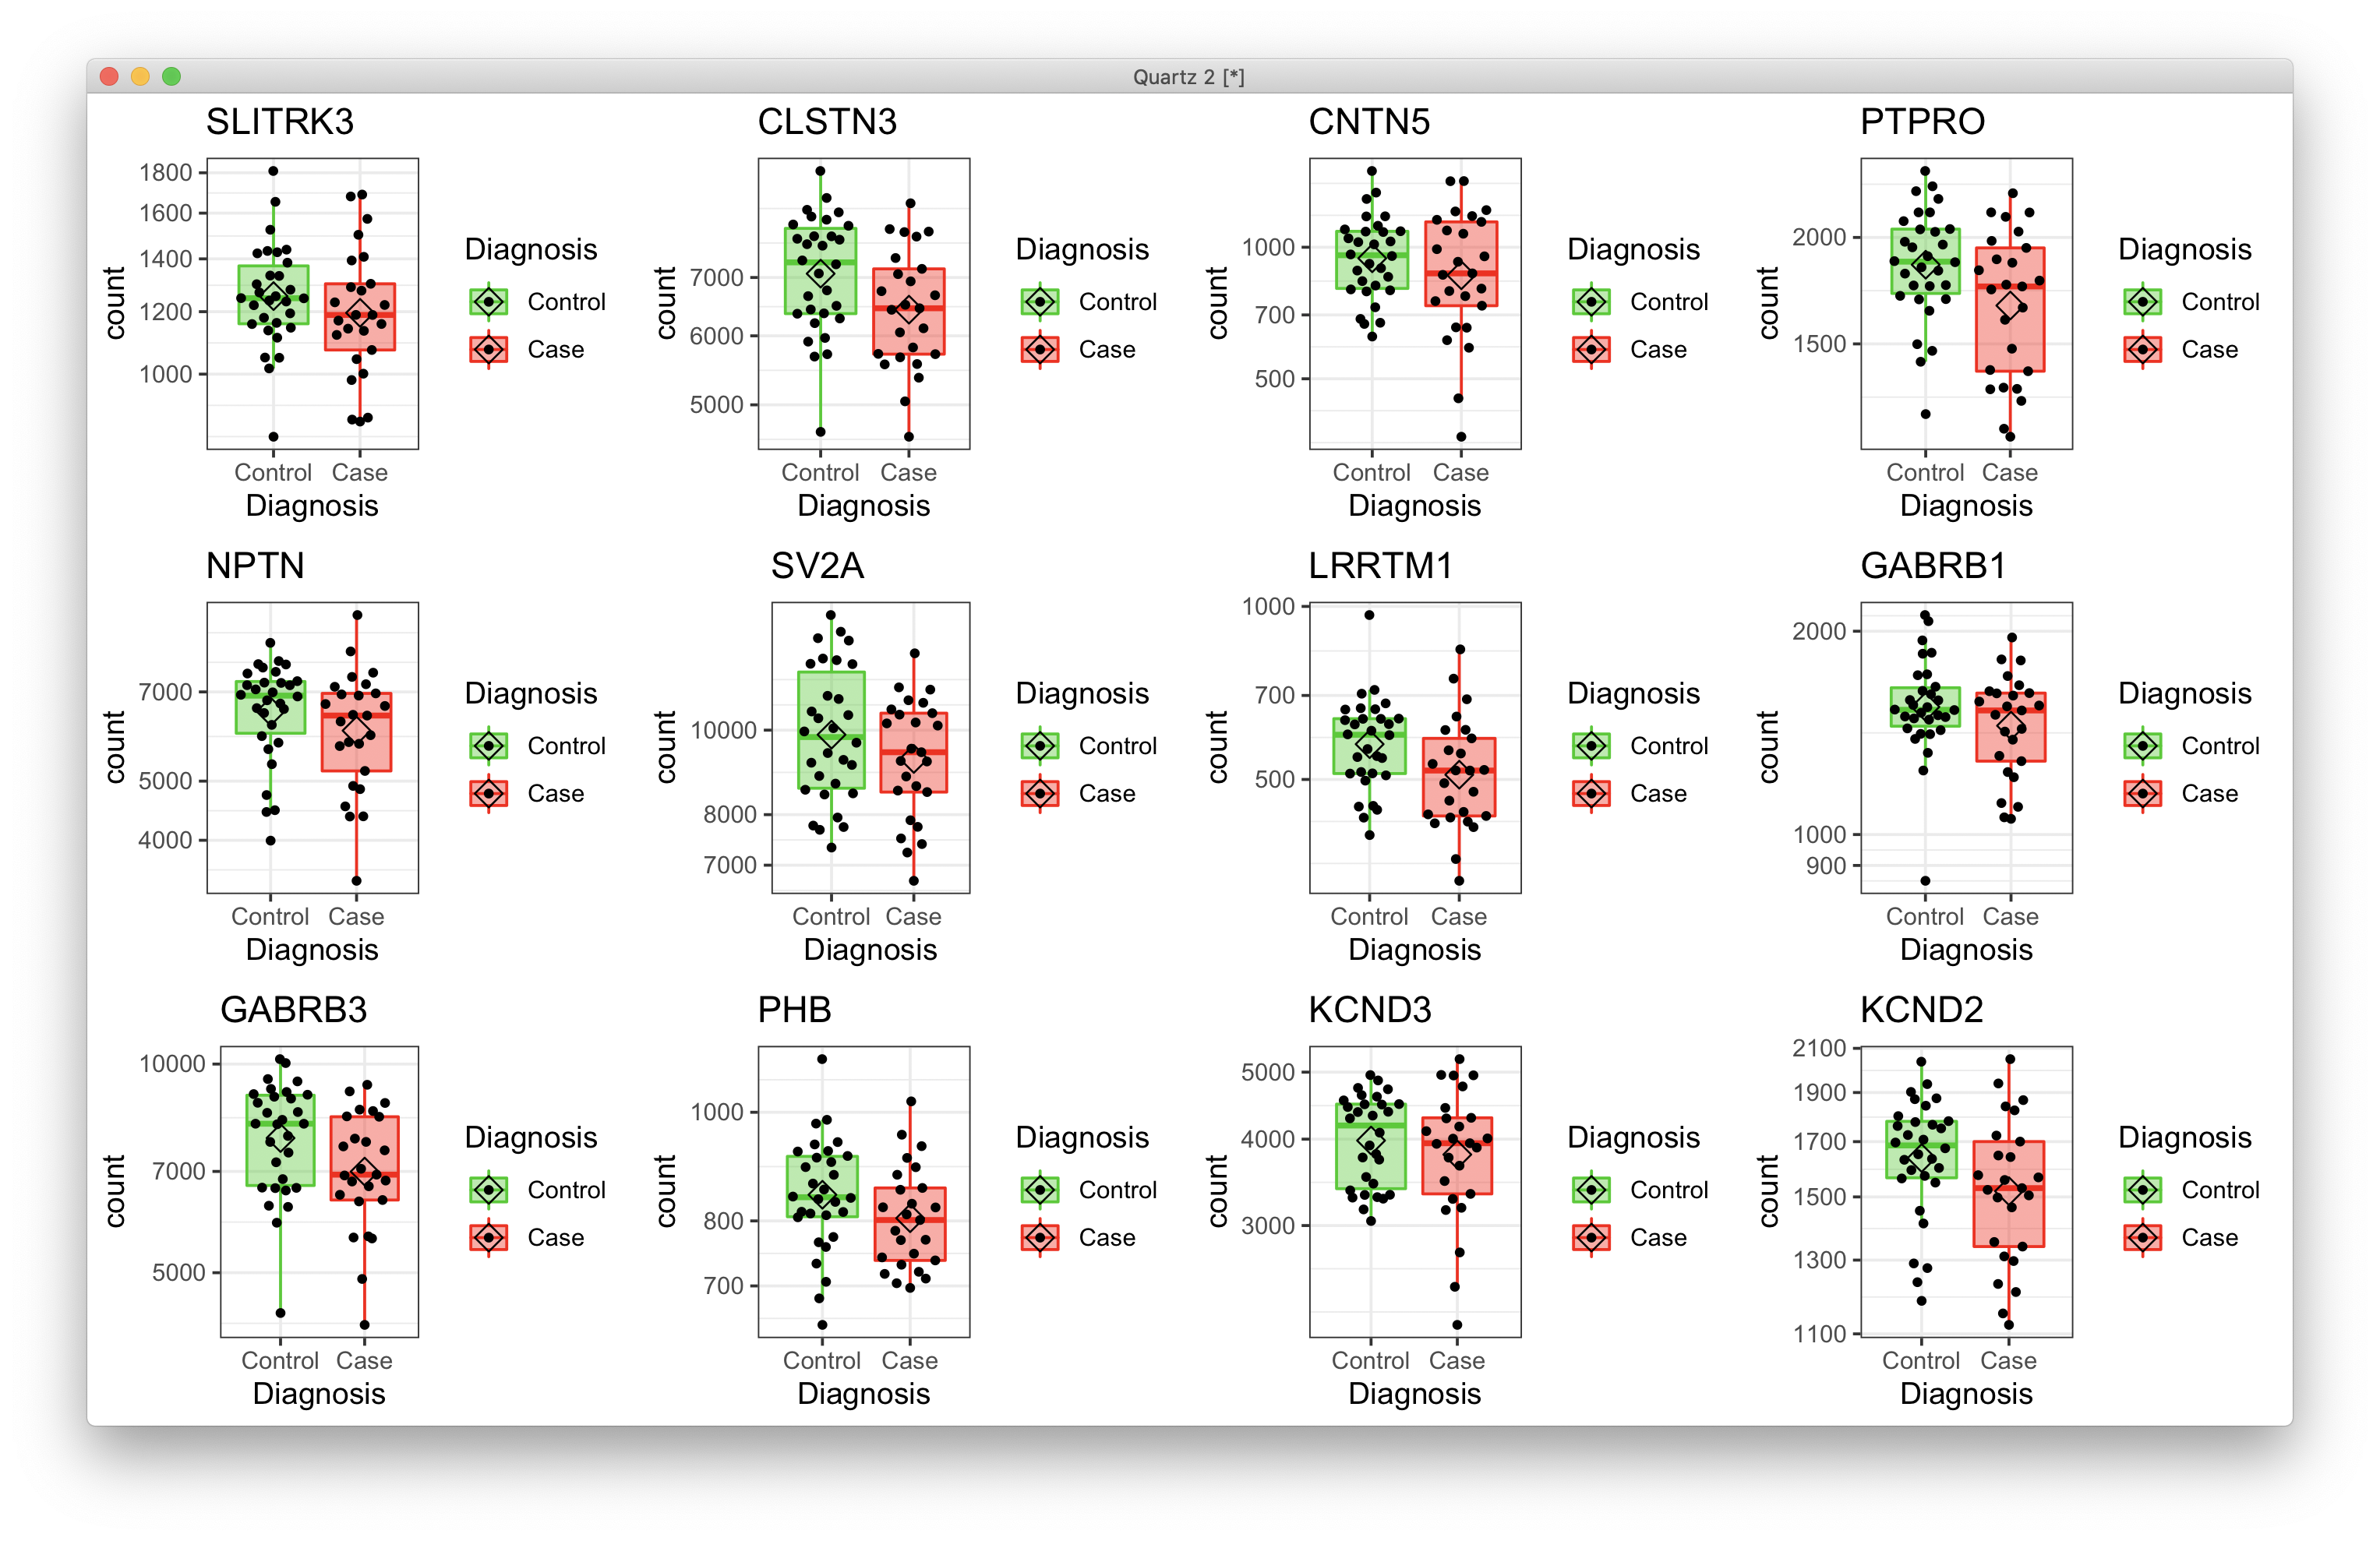 Quartz 2 [*]
SLITRK3
1800
1600
1400
1200
1000
count
Control Case
Diagnosis
Diagnosis
Control
Case
CLSTN3
7000
6000
5000
count
Control Case
Diagnosis
Diagnosis
Control
Case
CNTN5
1000
700
500
count
Control Case
Diagnosis
Diagnosis
Control
Case
PTPRO
2000
1500
count
Control Case
Diagnosis
Diagnosis
Control
Case
NPTN
7000
5000
4000
count
Control Case
Diagnosis
Diagnosis
Control
Case
SV2A
10000
8000
7000
count
Control Case
Diagnosis
Diagnosis
Control
Case
LRRTM1
1000
700
500
count
Control Case
Diagnosis
Diagnosis
Control
Case
GABRB1
2000
1000
900
count
Control Case
Diagnosis
Diagnosis
Control
Case
GABRB3
10000
7000
5000
count
Control Case
Diagnosis
Diagnosis
Control
Case
PHB
1000
800
700
count
Control Case
Diagnosis
Diagnosis
Control
Case
KCND3
5000
4000
3000
count
Control Case
Diagnosis
Diagnosis
Control
Case
KCND2
2100
1900
1700
1500
1300
1100
count
Control Case
Diagnosis
Diagnosis
Control
Case